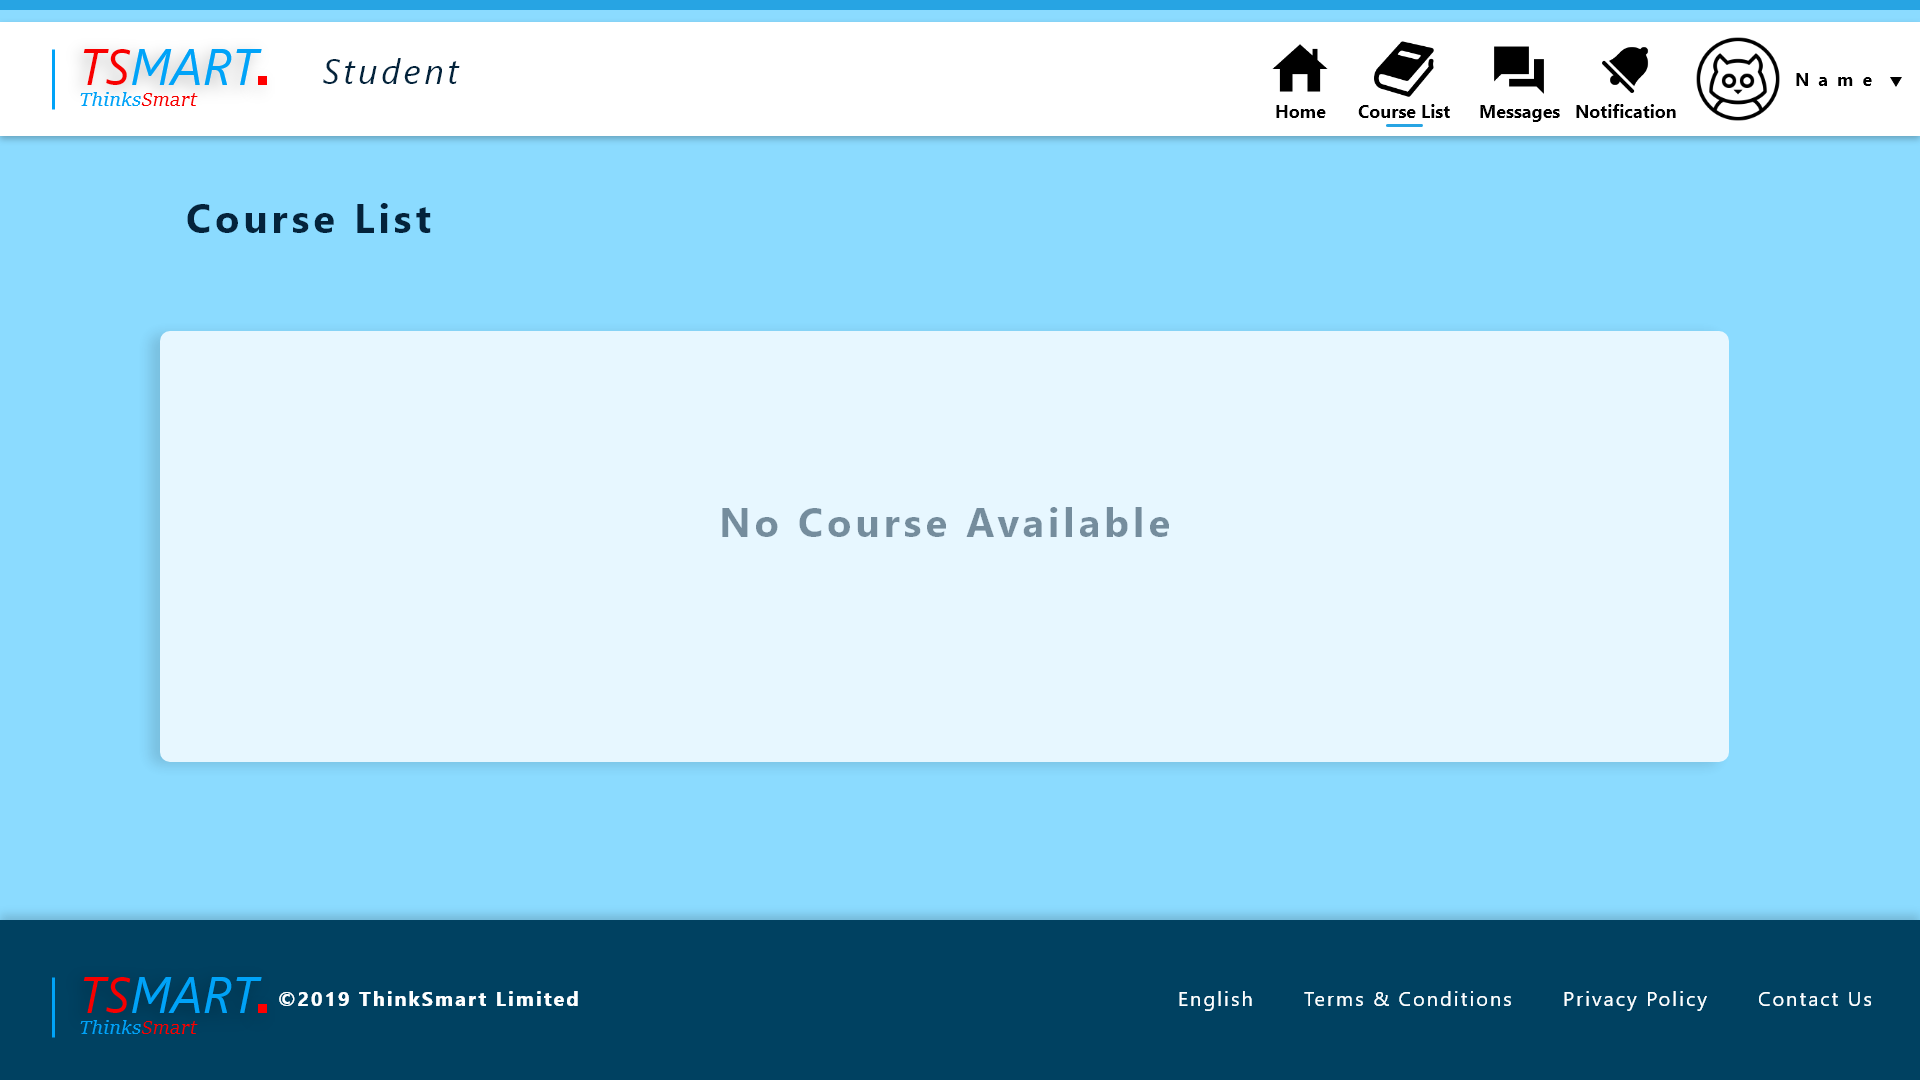 TSMART.
ThinksSmart
Student
Home
Course List
Messages
Notification
Name
Course List
No Course Available
TSMART.
ThinksSmart
©2019 ThinkSmart Limited
English
Terms & Conditions
Privacy Policy
Contact Us